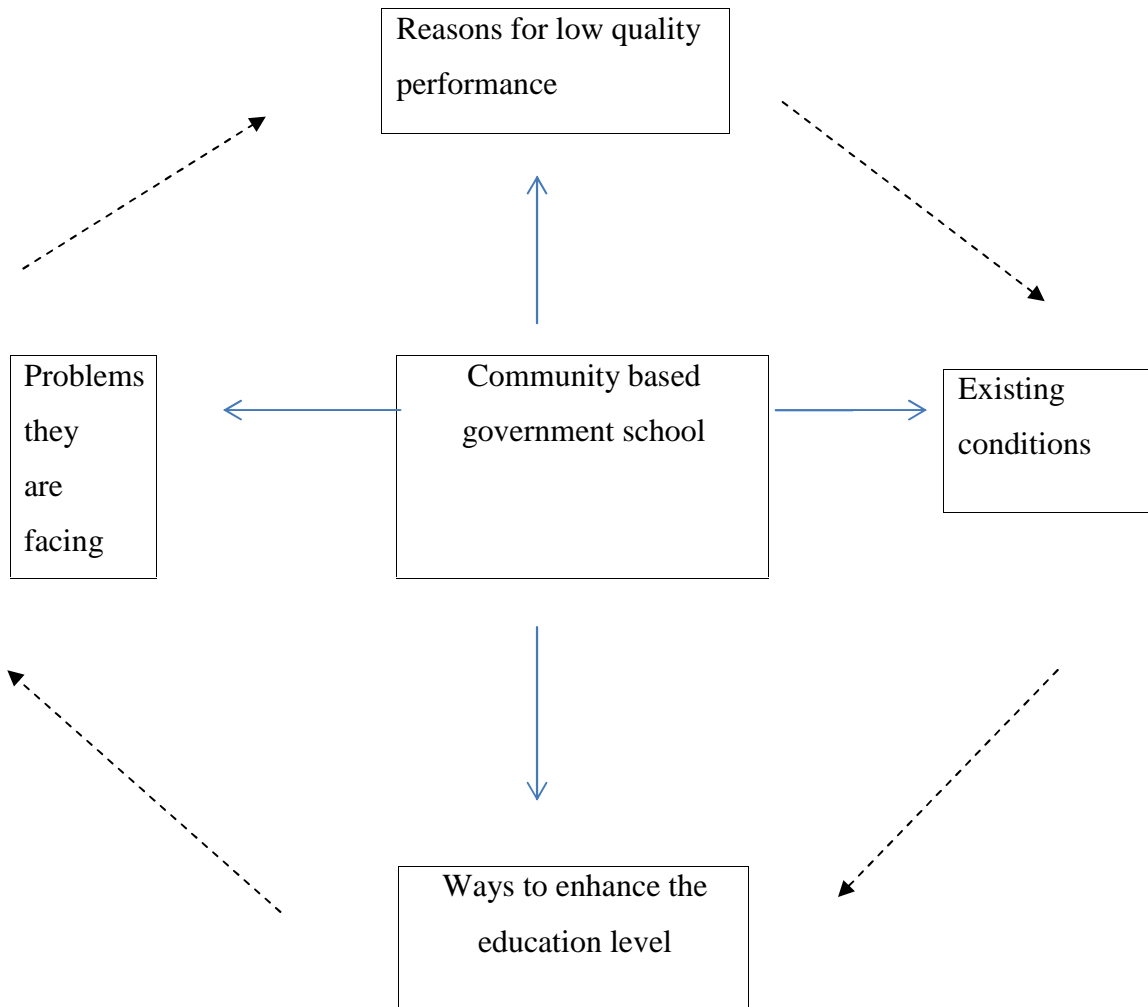 Reasons for low quality
performance
Problems
they
are
facing
Community based
government school
Existing
conditions
Ways to enhance the
education level